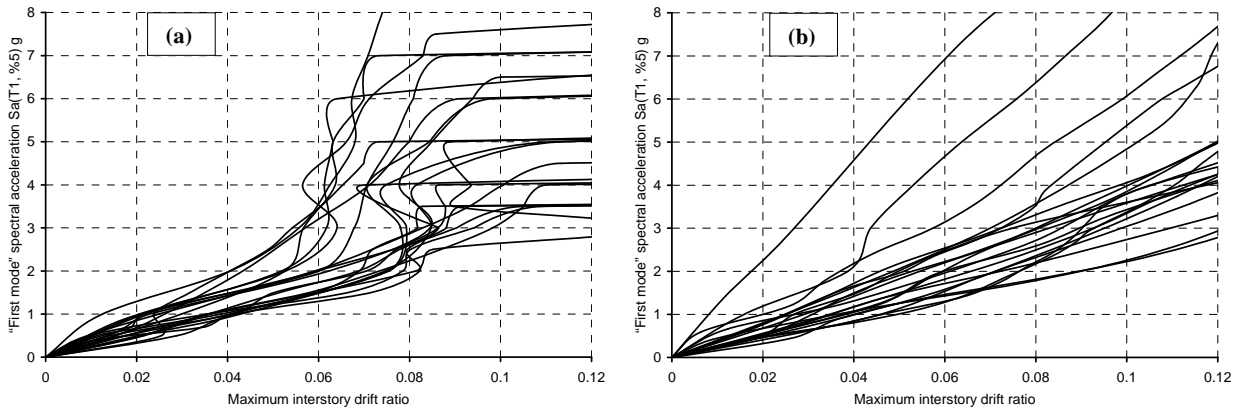 (a)
"First mode" spectral acceleration Sa(T1, %5) g
8
7
6
5
4
3
2
1
0
0 0.02 0.04 0.06 0.08 0.1 0.12
Maximum interstory drift ratio
(b)
"First mode" spectral acceleration Sa(T1, %5) g
8
7
6
5
4
3
2
1
0
0 0.02 0.04 0.06 0.08 0.1 0.12
Maximum interstory drift ratio